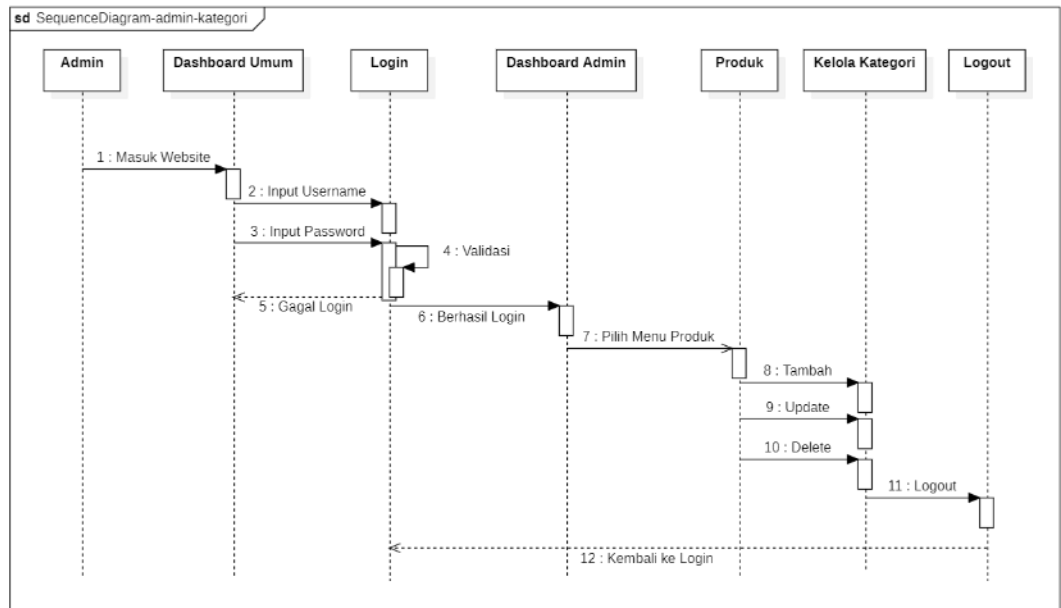 sd SequenceDiagram-admin-kategori
Admin
Dashboard Umum
Login
Dashboard Admin
Produk
Kelola Kategori
Logout
1 : Masuk Website
2 : Input Username
3 : Input Password
4 : Validasi
5 : Gagal Login
6 : Berhasil Login
7 : Pilih Menu Produk
8 : Tambah
9 : Update
10 : Delete
11 : Logout
12 : Kembali ke Login